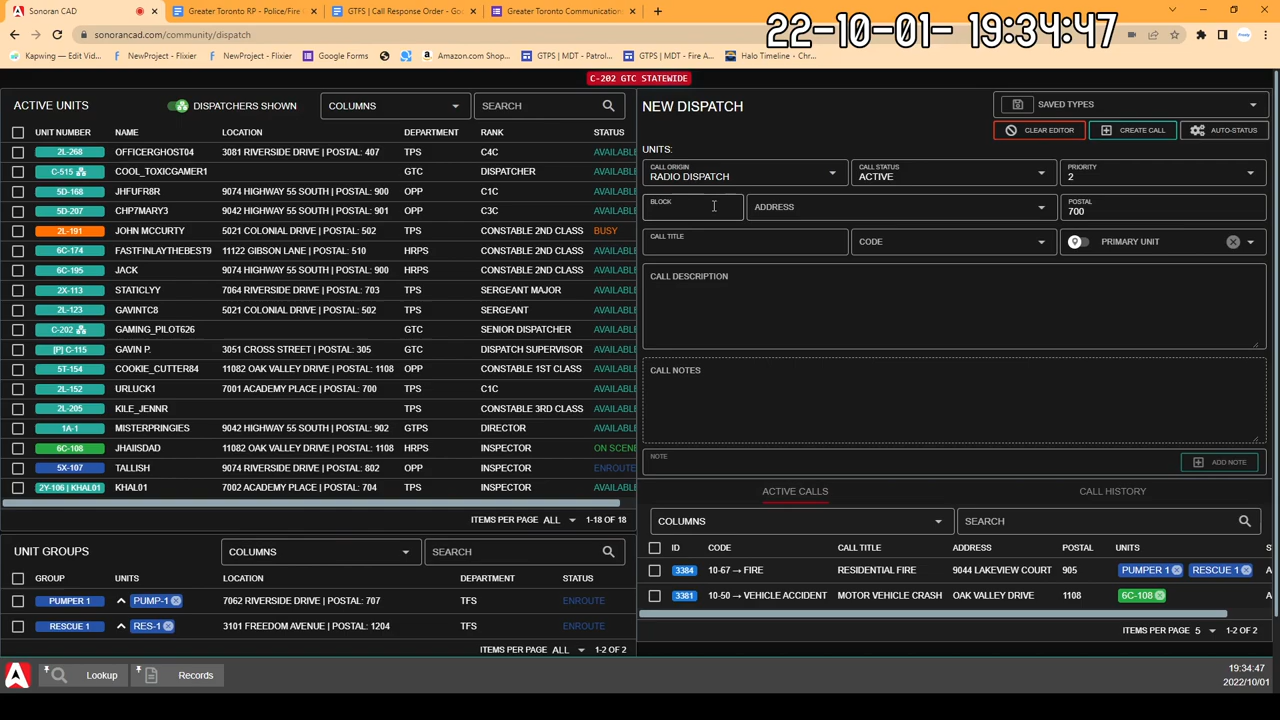 Sonoran CAD
Greater Toronto RP - Police/Fire
GTFS | Call Response Order - Go
Greater Toronto Communication
22-10-01- 19:34:47
sonorancad.com/community/dispatch
Kapwing - Edit Vid...
NewProject - Flixier
NewProject - Flixier
Google Forms
Amazon.com Shop...
GTPS | MDT - Patrol...
GTPS | MDT - Fire A...
Halo Timeline - Chr...
C-202 GTC STATEWIDE
ACTIVE UNITS
DISPATCHERS SHOWN
COLUMNS
SEARCH
UNIT NUMBER NAME LOCATION DEPARTMENT RANK STATUS
2L-268 OFFICERGHOST04 3081 RIVERSIDE DRIVE | POSTAL: 407 TPS C4C AVAILABLE
C-515 COOL_TOXICGAMER1 GTC DISPATCHER AVAILABLE
5D-168 JHFUFR8R 9074 HIGHWAY 55 SOUTH | POSTAL: 900 OPP C1C AVAILABLE
5D-207 CHP7MARY3 9042 HIGHWAY 55 SOUTH | POSTAL: 901 OPP C3C AVAILABLE
2L-191 JOHN MCCURTY 5021 COLONIAL DRIVE | POSTAL: 502 TPS CONSTABLE 2ND CLASS BUSY
6C-174 FASTFINLAYTHEBEST9 11122 GIBSON LANE | POSTAL: 510 HRPS CONSTABLE 2ND CLASS AVAILABLE
6C-195 JACK 9074 HIGHWAY 55 SOUTH | POSTAL: 900 HRPS CONSTABLE 2ND CLASS AVAILABLE
2X-113 STATICLYY 7064 RIVERSIDE DRIVE | POSTAL: 703 TPS SERGEANT MAJOR AVAILABLE
2L-123 GAVINTC8 5021 COLONIAL DRIVE | POSTAL: 502 TPS SERGEANT AVAILABLE
C-202 GAMING_PILOT626 GTC SENIOR DISPATCHER AVAILABLE
[P] C-115 GAVIN P. 3051 CROSS STREET | POSTAL: 305 GTC DISPATCH SUPERVISOR AVAILABLE
5T-154 COOKIE_CUTTER84 11082 OAK VALLEY DRIVE | POSTAL: 1108 OPP CONSTABLE 1ST CLASS AVAILABLE
2L-152 URLUCK1 7001 ACADEMY PLACE | POSTAL: 700 TPS C1C AVAILABLE
2L-205 KILE_JENNR TPS CONSTABLE 3RD CLASS AVAILABLE
1A-1 MISTERPRINGIES 9042 HIGHWAY 55 SOUTH | POSTAL: 902 GTPS DIRECTOR AVAILABLE
6C-108 JHAIISDAD 11082 OAK VALLEY DRIVE | POSTAL: 1108 HRPS INSPECTOR ON SCENE
5X-107 TALLISH 9074 RIVERSIDE DRIVE | POSTAL: 802 OPP INSPECTOR ENROUTE
2Y-106 | KHAL01 KHAL01 7002 ACADEMY PLACE | POSTAL: 704 TPS INSPECTOR AVAILABLE
ITEMS PER PAGE ALL 1-18 OF 18
UNIT GROUPS
COLUMNS
SEARCH
GROUP UNITS LOCATION DEPARTMENT STATUS
PUMPER 1 PUMP-1 7062 RIVERSIDE DRIVE | POSTAL: 707 TFS ENROUTE
RESCUE 1 RES-1 3101 FREEDOM AVENUE | POSTAL: 1204 TFS ENROUTE
ITEMS PER PAGE ALL 1-2 OF 2
NEW DISPATCH
SAVED TYPES
CLEAR EDITOR
CREATE CALL
AUTO-STATUS
UNITS:
CALL ORIGIN
RADIO DISPATCH
CALL STATUS
ACTIVE
PRIORITY
2
BLOCK
ADDRESS
POSTAL
700
CALL TITLE
CODE
PRIMARY UNIT
CALL DESCRIPTION
CALL NOTES
NOTE
ADD NOTE
ACTIVE CALLS
CALL HISTORY
COLUMNS
SEARCH
ID CODE CALL TITLE ADDRESS POSTAL UNITS S
3384 10-67 → FIRE RESIDENTIAL FIRE 9044 LAKEVIEW COURT 905 PUMPER 1 RESCUE 1
3381 10-50 → VEHICLE ACCIDENT MOTOR VEHICLE CRASH OAK VALLEY DRIVE 1108 6C-108
ITEMS PER PAGE 5 1-2 OF 2
Lookup
Records
19:34:47
2022/10/01